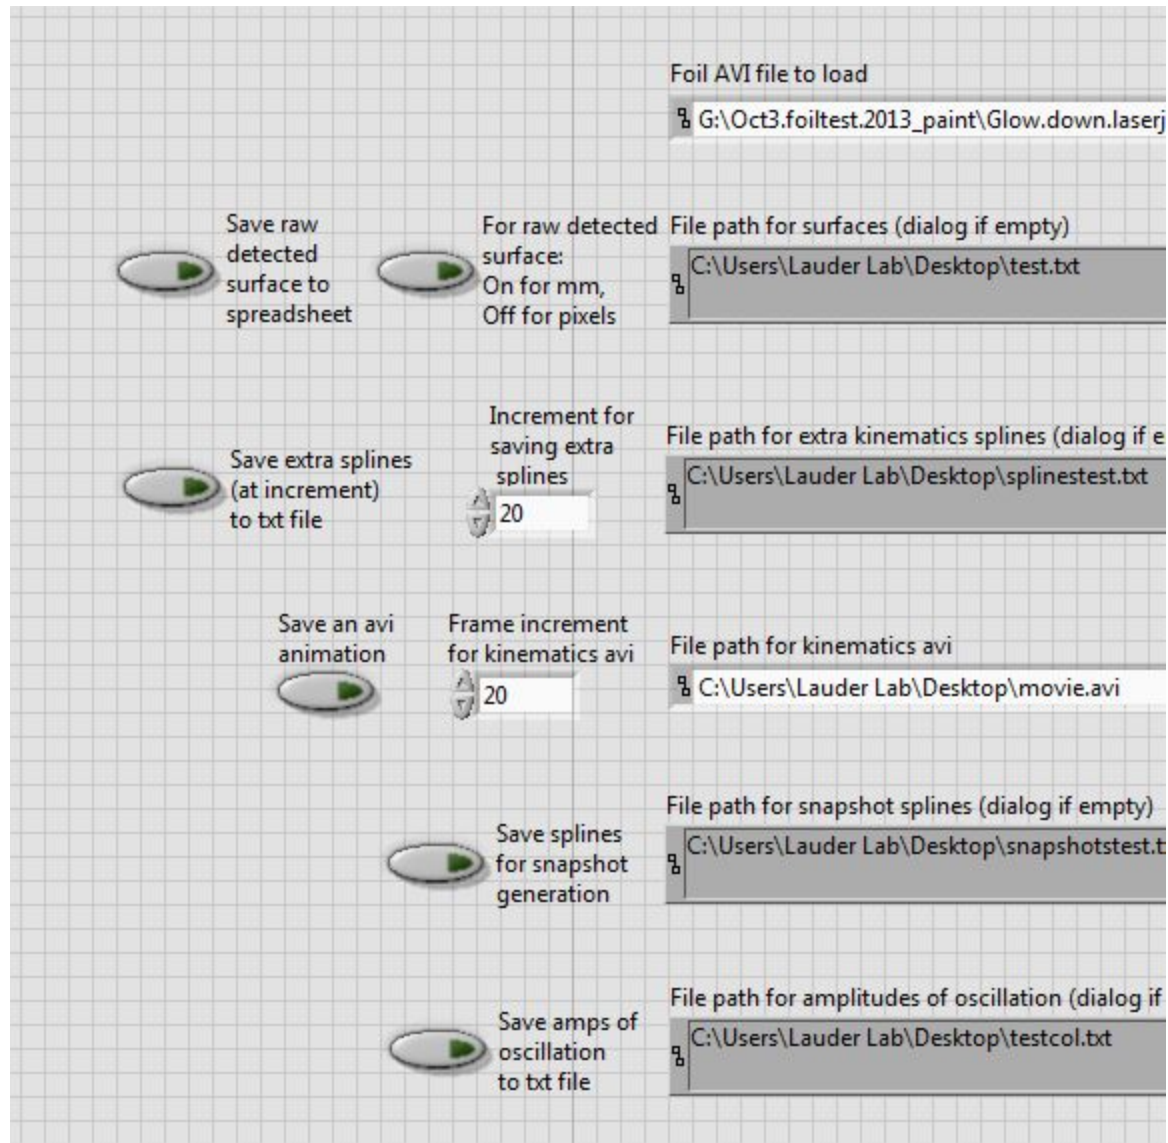 Foil AVI file to load
G:\Oct3.foiltest.2013_paint\Glow.down.laserj
Save raw
detected
surface to
spreadsheet
For raw detected
surface:
On for mm,
Off for pixels
File path for surfaces (dialog if empty)
C:\Users\Lauder Lab\Desktop\test.txt
Save extra splines
(at increment)
to txt file
Increment for
saving extra
splines
20
File path for extra kinematics splines (dialog if e
C:\Users\Lauder Lab\Desktop\splinestest.txt
Save an avi
animation
Frame increment
for kinematics avi
20
File path for kinematics avi
C:\Users\Lauder Lab\Desktop\movie.avi
Save splines
for snapshot
generation
File path for snapshot splines (dialog if empty)
C:\Users\Lauder Lab\Desktop\snapshotstest.t
Save amps of
oscillation
to txt file
File path for amplitudes of oscillation (dialog if
C:\Users\Lauder Lab\Desktop\testcol.txt